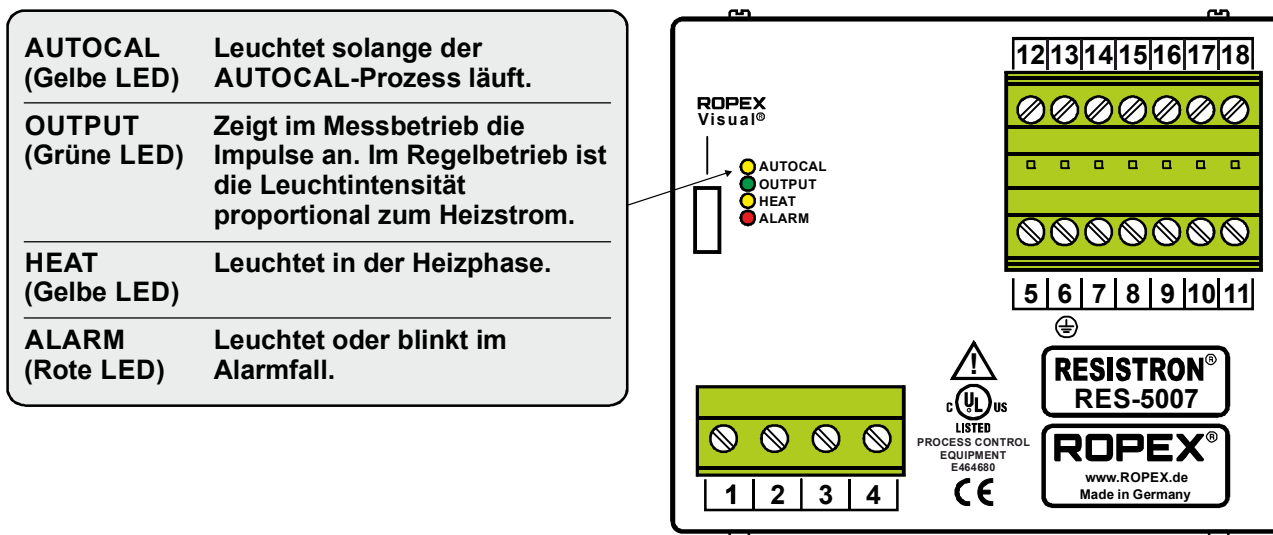 AUTOCAL
(Gelbe LED)
Leuchtet solange der
AUTOCAL-Prozess läuft.
OUTPUT
(Grüne LED)
Zeigt im Messbetrieb die
Impulse an. Im Regelbetrieb ist
die Leuchtintensität
proportional zum Heizstrom.
HEAT
(Gelbe LED)
Leuchtet in der Heizphase.
ALARM
(Rote LED)
Leuchtet oder blinkt im
Alarmfall.
ROPEX
Visual®
AUTOCAL
OUTPUT
HEAT
ALARM
12 13 14 15 16 17 18
5 6 7 8 9 10 11
1 2 3 4
C UL US
LISTED
PROCESS CONTROL
EQUIPMENT
E464680
CE
RESISTRON®
RES-5007
ROPEX®
www.ROPEX.de
Made in Germany